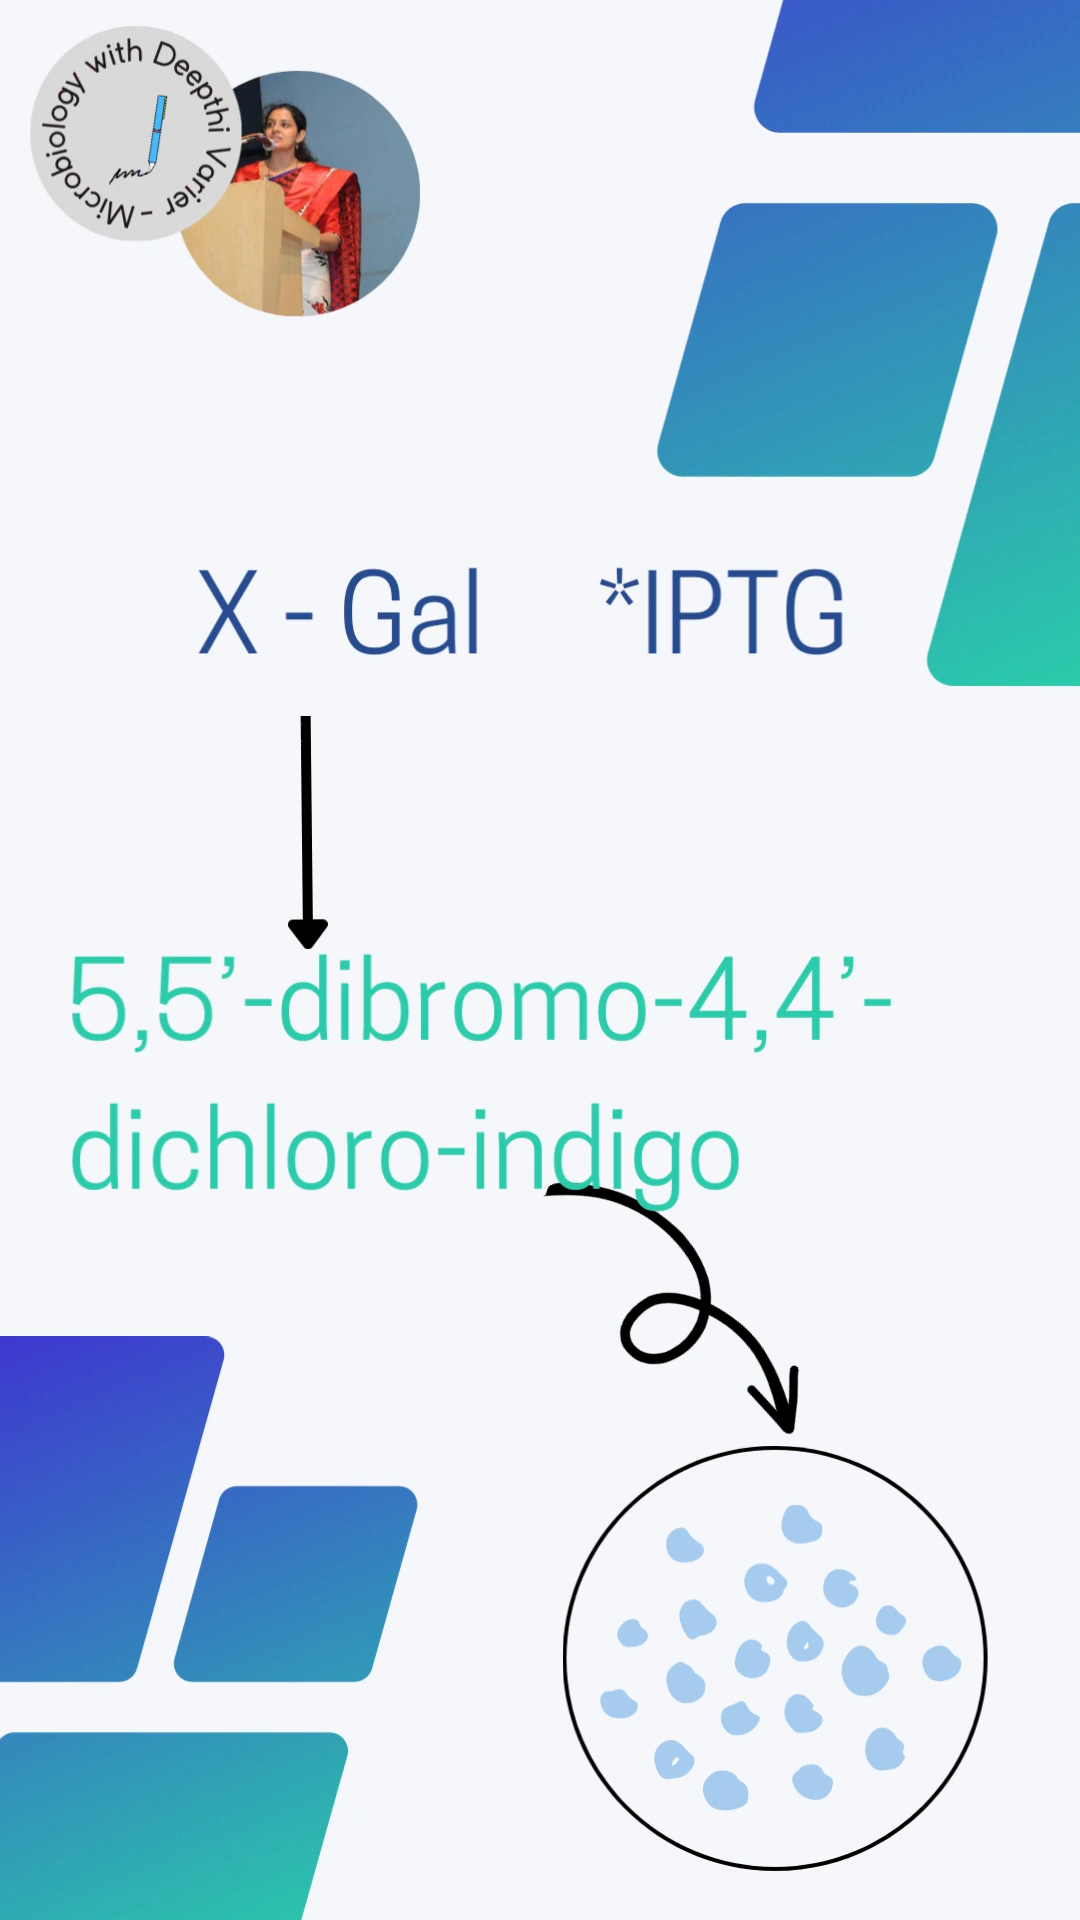 Microbiology with Deepthi Varier -
X - Gal *IPTG
5,5’-dibromo-4,4’-
dichloro-indigo